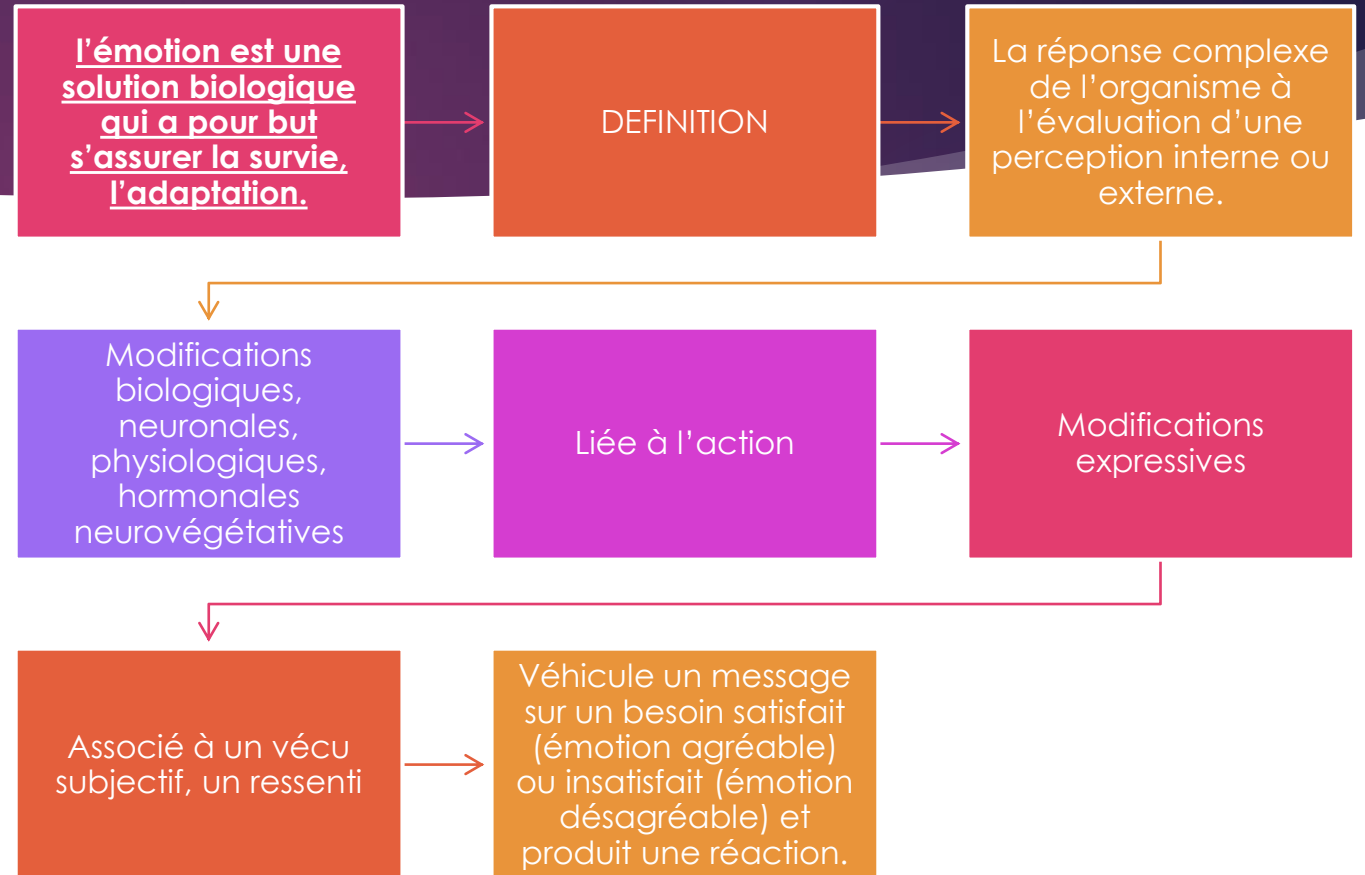 l’émotion est une
solution biologique
qui a pour but
s’assurer la survie,
l’adaptation.
DEFINITION
La réponse complexe
de l’organisme à
l’évaluation d’une
perception interne ou
externe.
Modifications
biologiques,
neuronales,
physiologiques,
hormonales
neurovégétatives
Liée à l’action
Modifications
expressives
Associé à un vécu
subjectif, un ressenti
Véhicule un message
sur un besoin satisfait
(émotion agréable)
ou insatisfait (émotion
désagréable) et
produit une réaction.